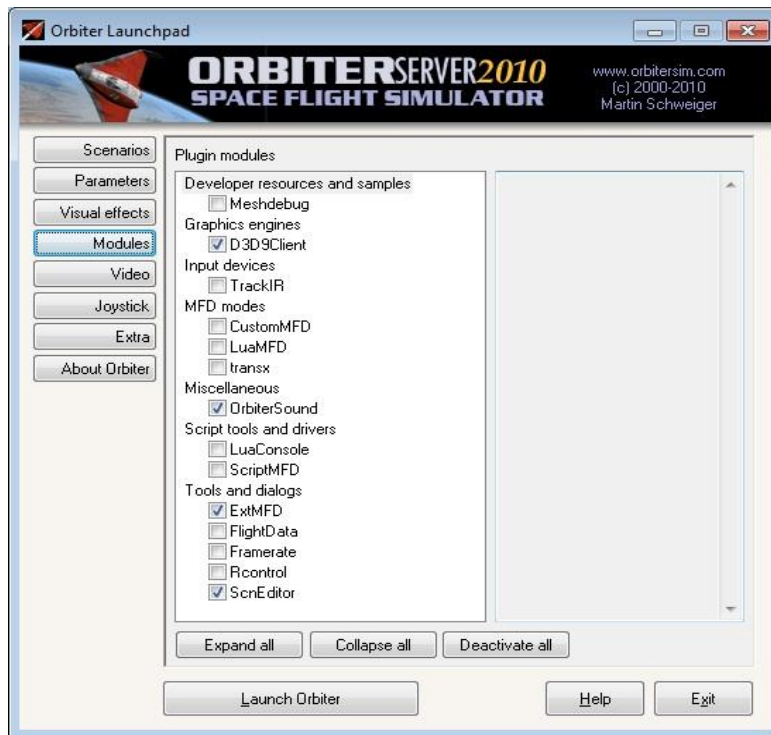 Orbiter Launchpad
ORBITERSERVER2010
SPACE FLIGHT SIMULATOR
www.orbitersim.com
(c) 2000-2010
Martin Schweiger
Scenarios
Parameters
Visual effects
Modules
Video
Joystick
Extra
About Orbiter
Plugin modules
Developer resources and samples
Meshdebug
Graphics engines
D3D9Client
Input devices
TrackIR
MFD modes
CustomMFD
LuaMFD
transx
Miscellaneous
OrbiterSound
Script tools and drivers
LuaConsole
ScriptMFD
Tools and dialogs
ExtMFD
FlightData
Framerate
Rcontrol
ScnEditor
Expand all
Collapse all
Deactivate all
Launch Orbiter
Help
Exit